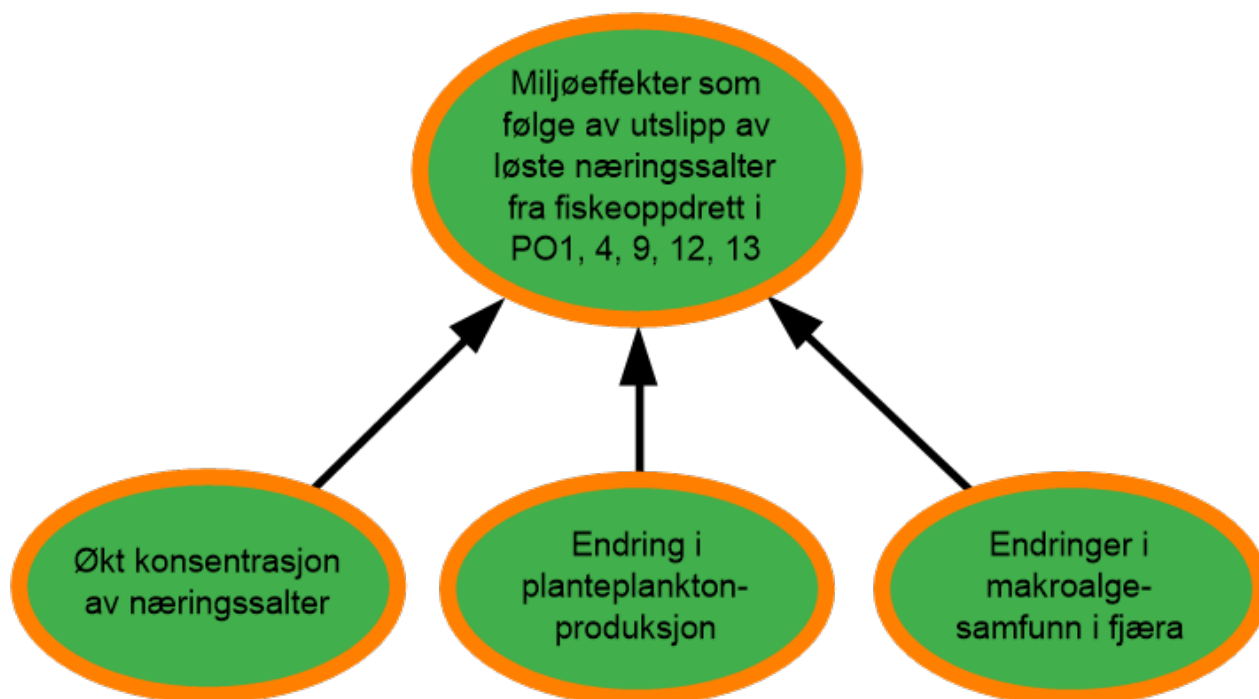 Miljøeffekter som
følge av utslipp av
løste næringssalter
fra fiskeoppdrett i
PO1, 4, 9, 12, 13
Økt konsentrasjon
av næringssalter
Endring i
planteplankton-
produksjon
Endringer i
makroalge-
samfunn i fjæra